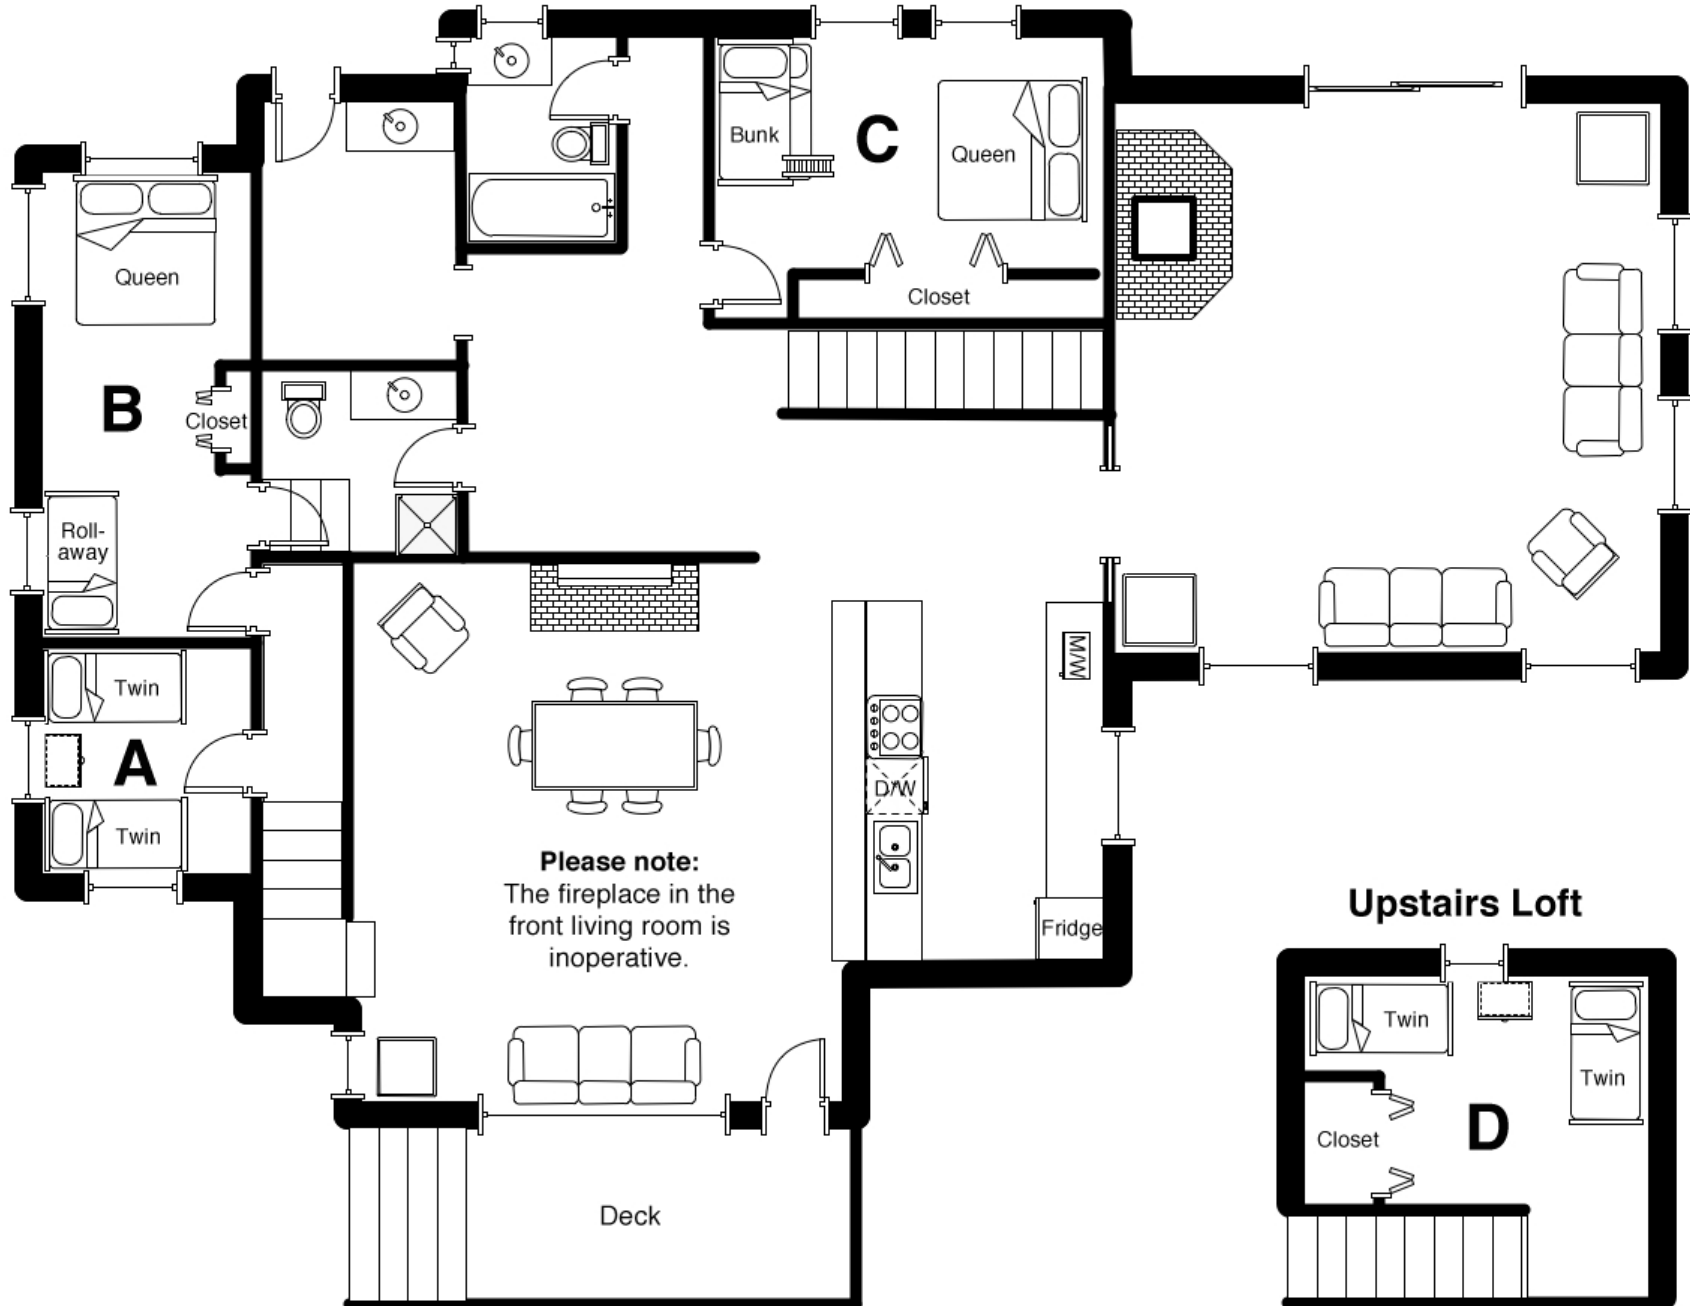 Bunk
C
Queen
Closet
Queen
B
Closet
Roll-
away
Twin
A
Twin
M/W
D/W
Fridge
Please note:
The fireplace in the
front living room is
inoperative.
Deck
Upstairs Loft
Twin
Twin
D
Closet